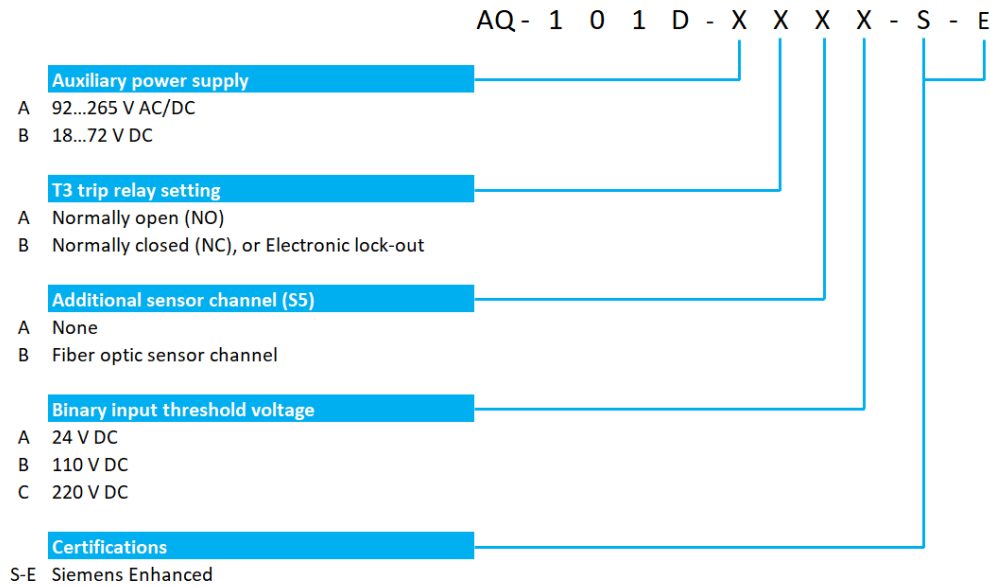 AQ - 1 0 1 D - X X X X - S - E
Auxiliary power supply
A 92...265 V AC/DC
B 18...72 V DC
T3 trip relay setting
A Normally open (NO)
B Normally closed (NC), or Electronic lock-out
Additional sensor channel (S5)
A None
B Fiber optic sensor channel
Binary input threshold voltage
A 24 V DC
B 110 V DC
C 220 V DC
Certifications
S-E Siemens Enhanced